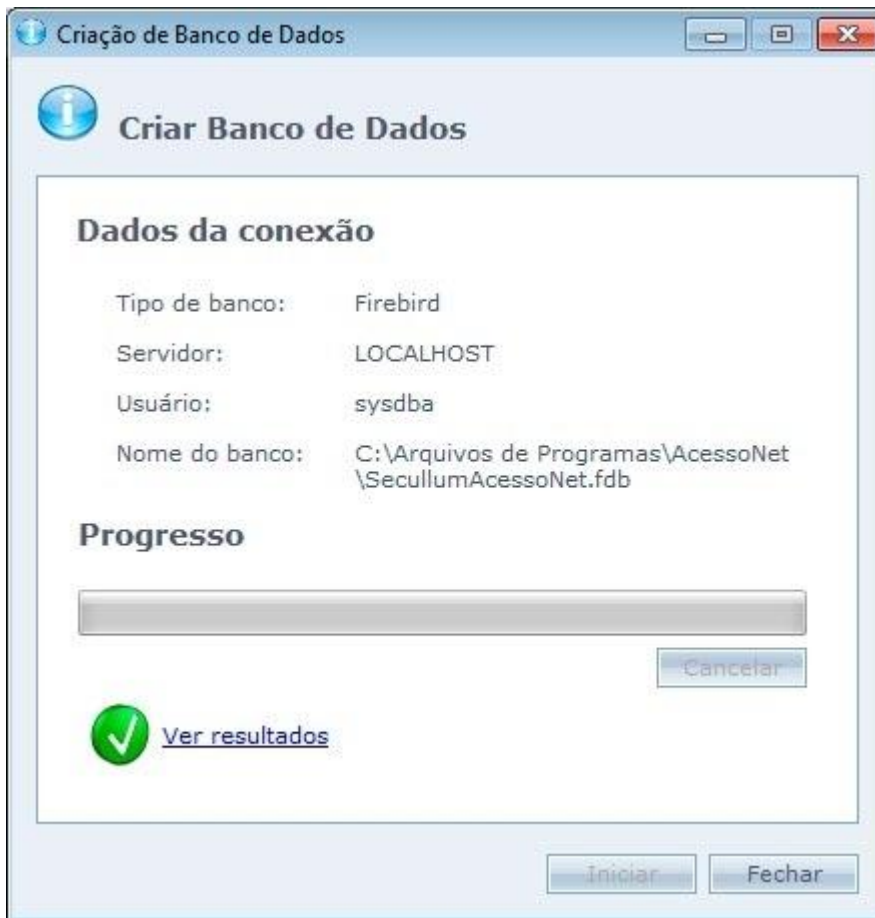 Criação de Banco de Dados
Criar Banco de Dados
Dados da conexão
Tipo de banco: Firebird
Servidor: LOCALHOST
Usuário: sysdba
Nome do banco: C:\Arquivos de Programas\AcessoNet
\SecullumAcessoNet.fdb
Progresso
Cancelar
Ver resultados
Iniciar Fechar